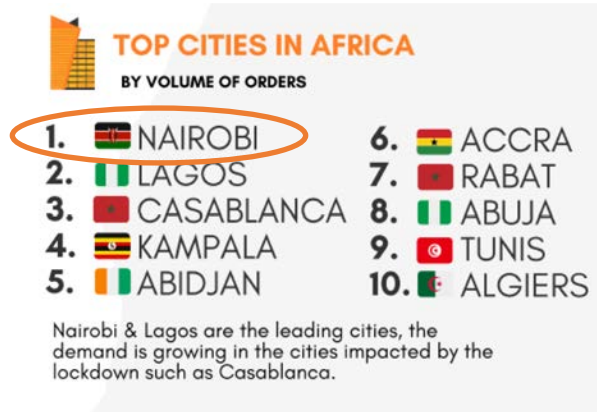 TOP CITIES IN AFRICA
BY VOLUME OF ORDERS
1. NAIROBI
2. LAGOS
3. CASABLANCA
4. KAMPALA
5. ABIDJAN
6. ACCRA
7. RABAT
8. ABUJA
9. TUNIS
10. ALGIERS
Nairobi & Lagos are the leading cities, the
demand is growing in the cities impacted by the
lockdown such as Casablanca.